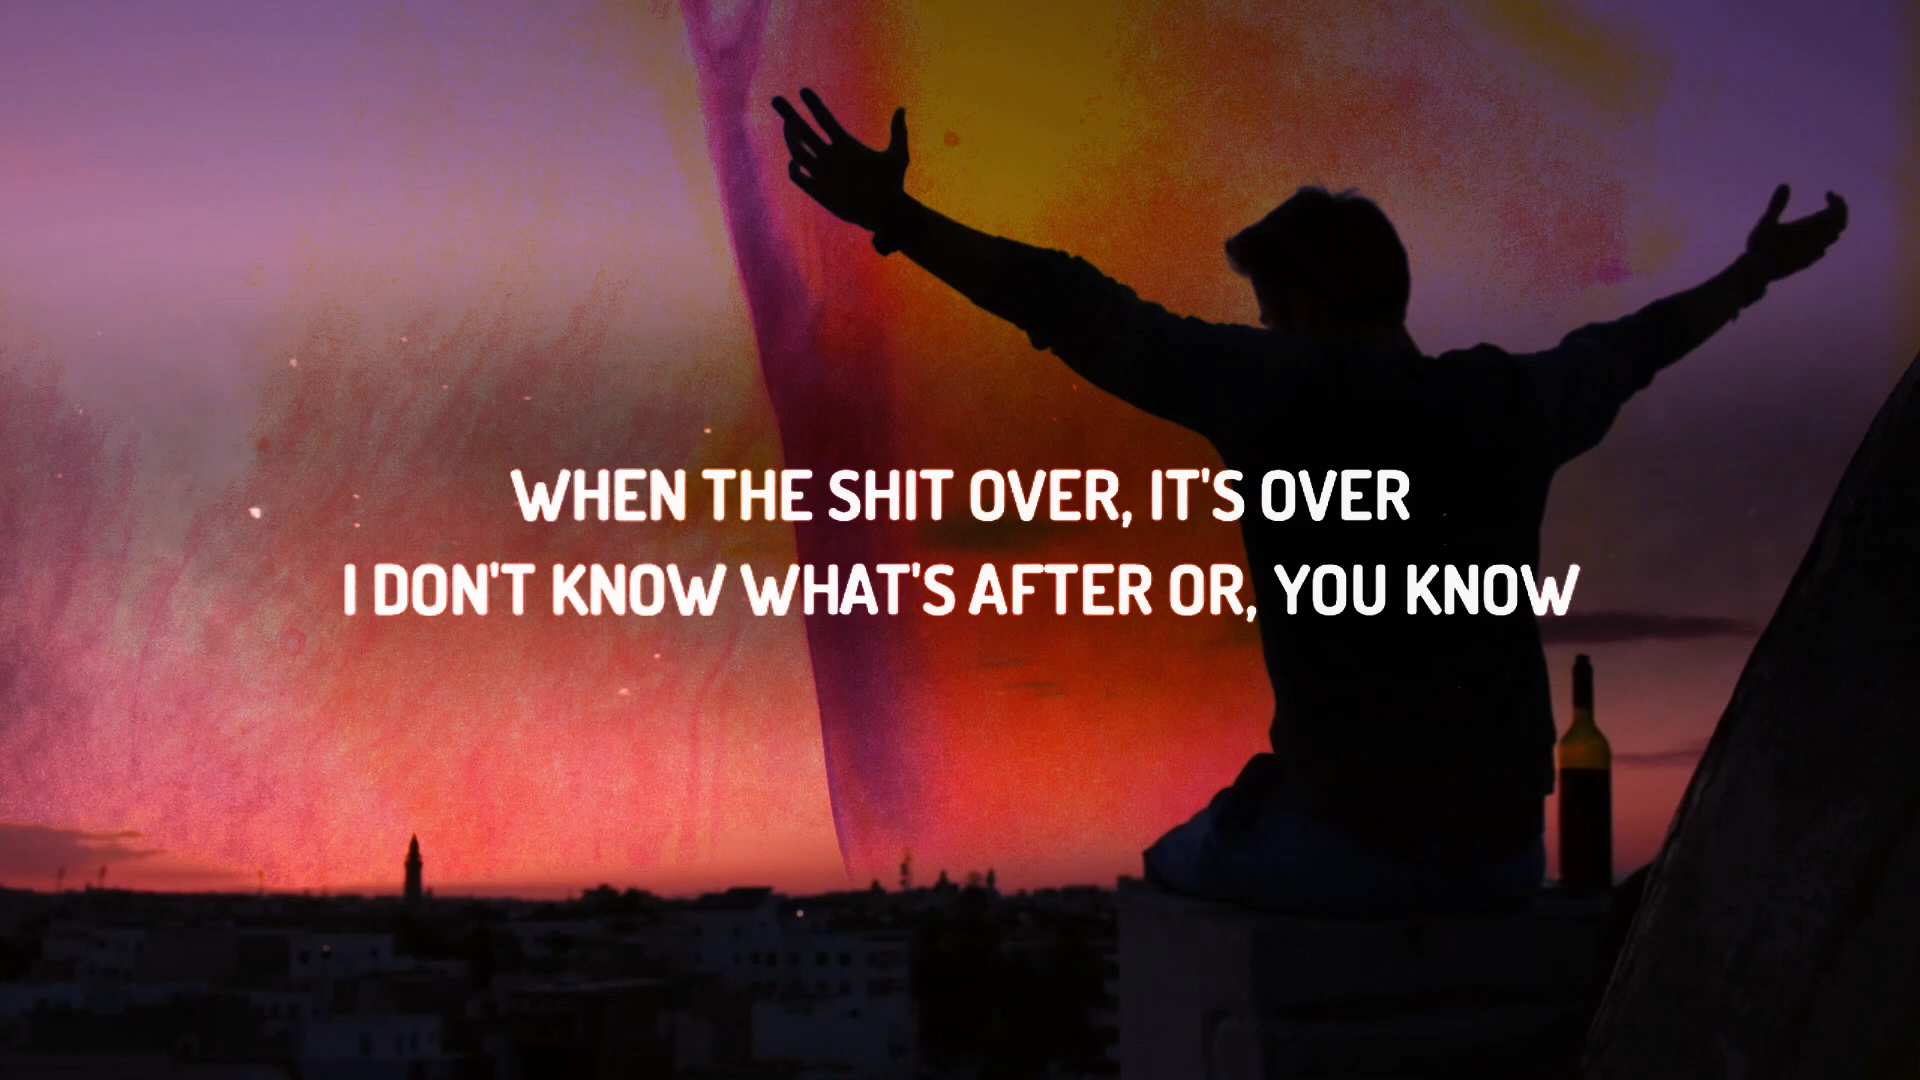 WHEN THE SHIT OVER, IT'S OVER
I DON'T KNOW WHAT'S AFTER OR, YOU KNOW